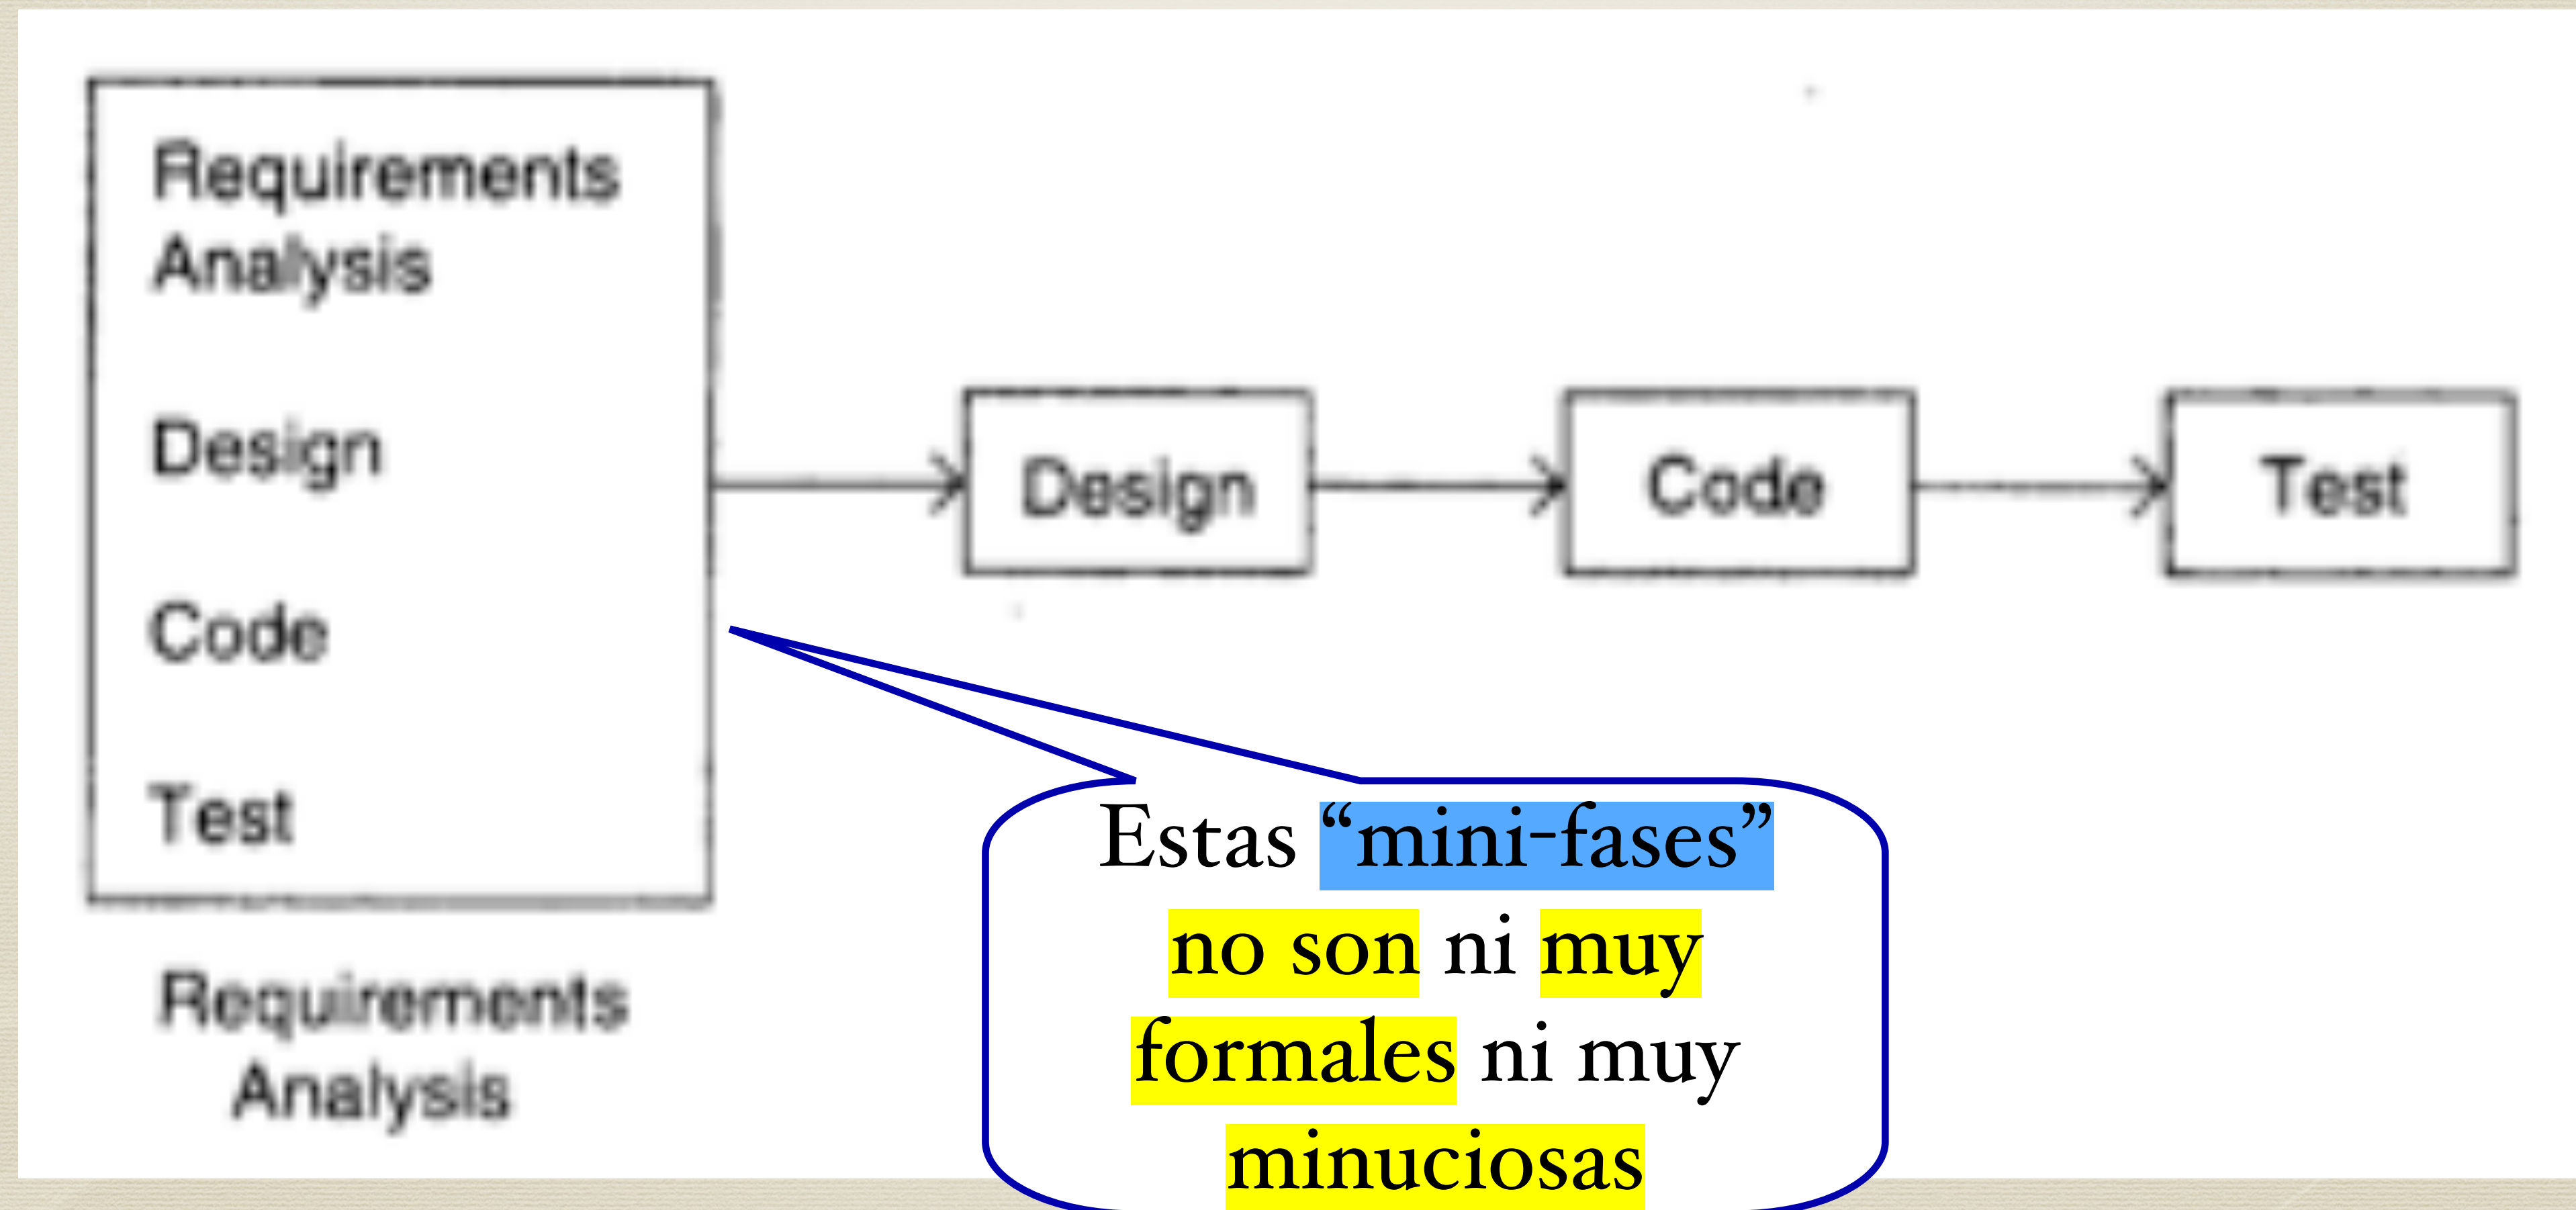 Requirements
Analysis
Design
Code
Test
Requirements
Analysis
Design
Code
Test
Estas “mini-fases”
no son ni muy
formales ni muy
minuciosas